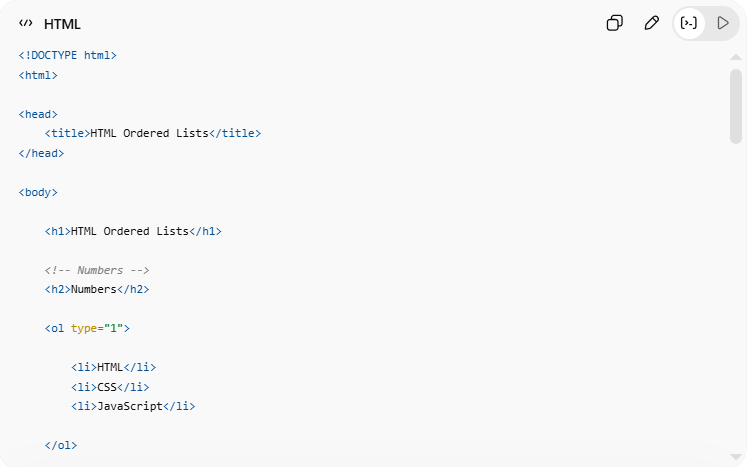 HTML
<!DOCTYPE html>
<html>
<head>
<title>HTML Ordered Lists</title>
</head>
<body>
<h1>HTML Ordered Lists</h1>
<!-- Numbers -->
<h2>Numbers</h2>
<ol type="1">
<li>HTML</li>
<li>CSS</li>
<li>JavaScript</li>
</ol>